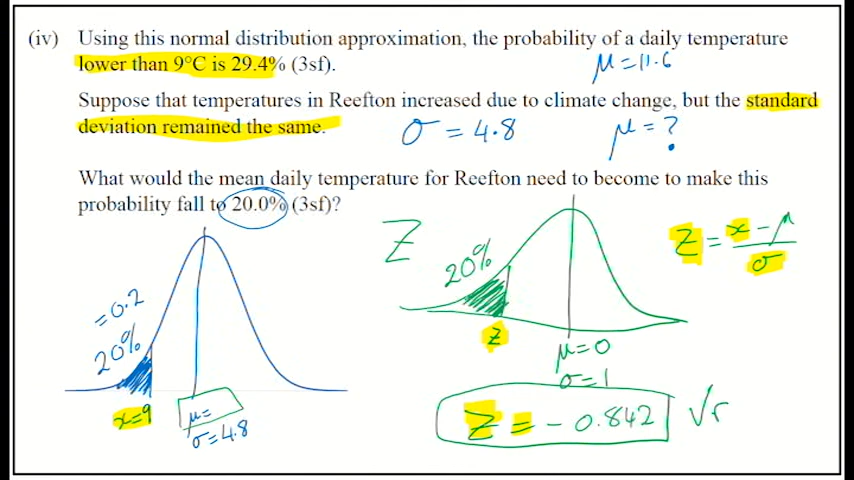 (iv) Using this normal distribution approximation, the probability of a daily temperature
lower than 9°C is 29.4% (3sf).
μ=11.6
Suppose that temperatures in Reefton increased due to climate change, but the standard
deviation remained the same.
σ = 4.8
μ = ?
What would the mean daily temperature for Reefton need to become to make this
probability fall to 20.0% (3sf)?
=0.2
20%
x=9
μ=
σ=4.8
Z
20%
z
μ=0
σ=1
Z = x - μ
σ
Z = - 0.842
√r